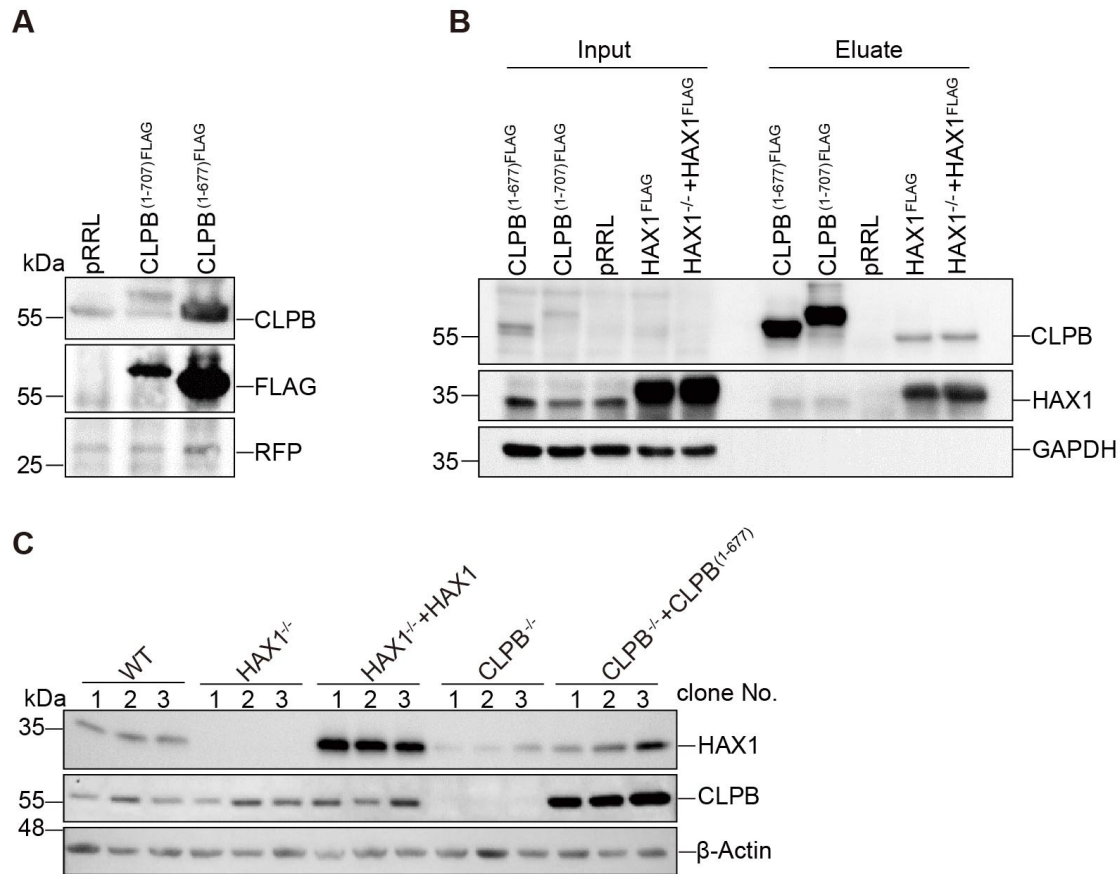 A
kDa
pRRL
CLPB(1-707)FLAG
CLPB(1-677)FLAG
55
CLPB
55
FLAG
25
RFP
B
Input
Eluate
CLPB(1-677)FLAG
CLPB(1-707)FLAG
pRRL
HAX1FLAG
HAX1-/-+HAX1FLAG
CLPB(1-677)FLAG
CLPB(1-707)FLAG
pRRL
HAX1FLAG
HAX1-/-+HAX1FLAG
55
CLPB
35
HAX1
35
GAPDH
C
WT
HAX1-/-
HAX1-/-+HAX1
CLPB-/-
CLPB-/-+CLPB(1-677)
kDa 1 2 3 1 2 3 1 2 3 1 2 3 1 2 3 clone No.
35
HAX1
55
CLPB
48
β-Actin